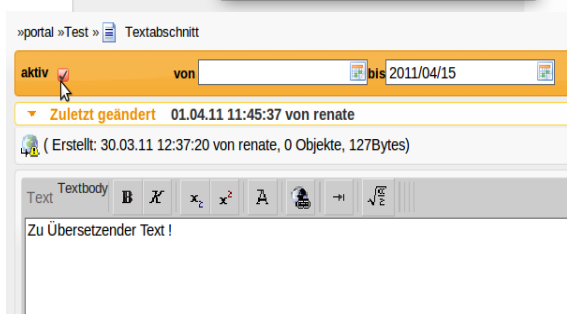 »portal »Test » Textabschnitt
aktiv von bis 2011/04/15
Zuletzt geändert 01.04.11 11:45:37 von renate
( Erstellt: 30.03.11 12:37:20 von renate, 0 Objekte, 127Bytes)
Text Textbody B K x₂ x² A √α/2
Zu Übersetzender Text !